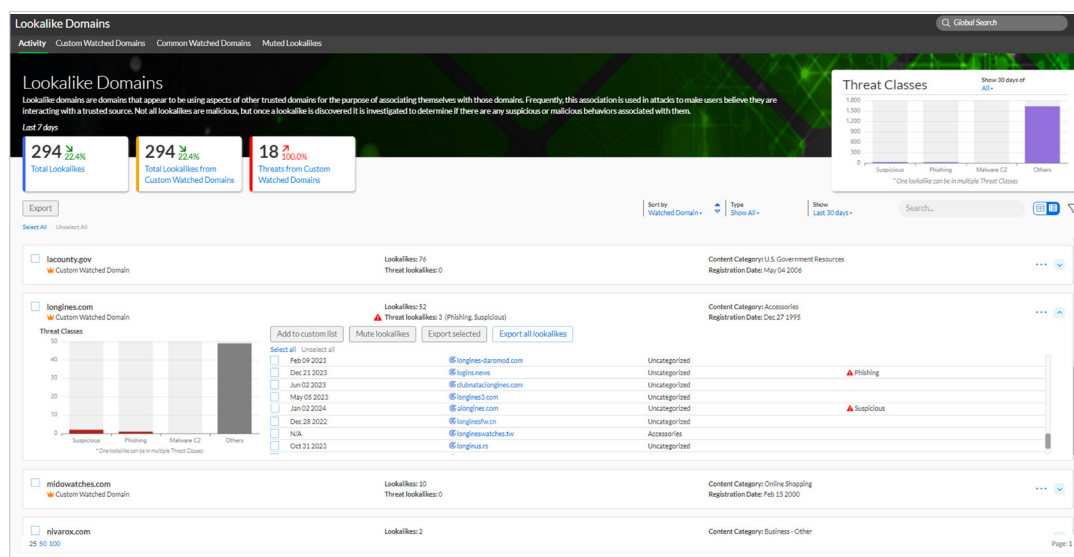 Lookalike Domains
Global Search
Activity Custom Watched Domains Common Watched Domains Muted Lookalikes
Lookalike Domains
Lookalike domains are domains that appear to be using aspects of other trusted domains for the purpose of associating themselves with those domains. Frequently, this association is used in attacks to make users believe they are
interacting with a trusted source. Not all lookalikes are malicious, but once a lookalike is discovered it is investigated to determine if there are any suspicious or malicious behaviors associated with them.
Last 7 days
294 22.4%
Total Lookalikes
294 22.4%
Total Lookalikes from
Custom Watched Domains
18 100.0%
Threats from Custom
Watched Domains
Threat Classes
Show 30 days of
All
1,800
1,500
1,200
900
600
300
0
Suspicious Phishing Malware C2 Others
* One lookalike can be in multiple Threat Classes
Export
Sort by
Watched Domain
Type
Show All
Show
Last 30 days
Search...
Select All Unselect All
lacounty.gov
Custom Watched Domain
Lookalikes: 76
Threat lookalikes: 0
Content Category: U.S. Government Resources
Registration Date: May 04 2006
longines.com
Custom Watched Domain
Lookalikes: 52
Threat lookalikes: 3 (Phishing, Suspicious)
Content Category: Accessories
Registration Date: Dec 27 1995
Threat Classes
50
40
30
20
10
0
Suspicious Phishing Malware C2 Others
* One lookalike can be in multiple Threat Classes
Add to custom list Mute lookalikes Export selected Export all lookalikes
Select all Unselect all
Feb 09 2023 longines-daromod.com Uncategorized
Dec 21 2023 logins.news Uncategorized Phishing
Jun 02 2023 clubnataciongines.com Uncategorized
May 05 2023 longines3.com Uncategorized
Jan 02 2024 alongines.com Uncategorized Suspicious
Dec 28 2022 longinesfw.cn Uncategorized
N/A longineswatches.tw Accessories
Oct 31 2023 longinus.rs Uncategorized
midowatches.com
Custom Watched Domain
Lookalikes: 10
Threat lookalikes: 0
Content Category: Online Shopping
Registration Date: Feb 15 2000
nivarox.com
Lookalikes: 2
Content Category: Business - Other
25 50 100
Page: 1